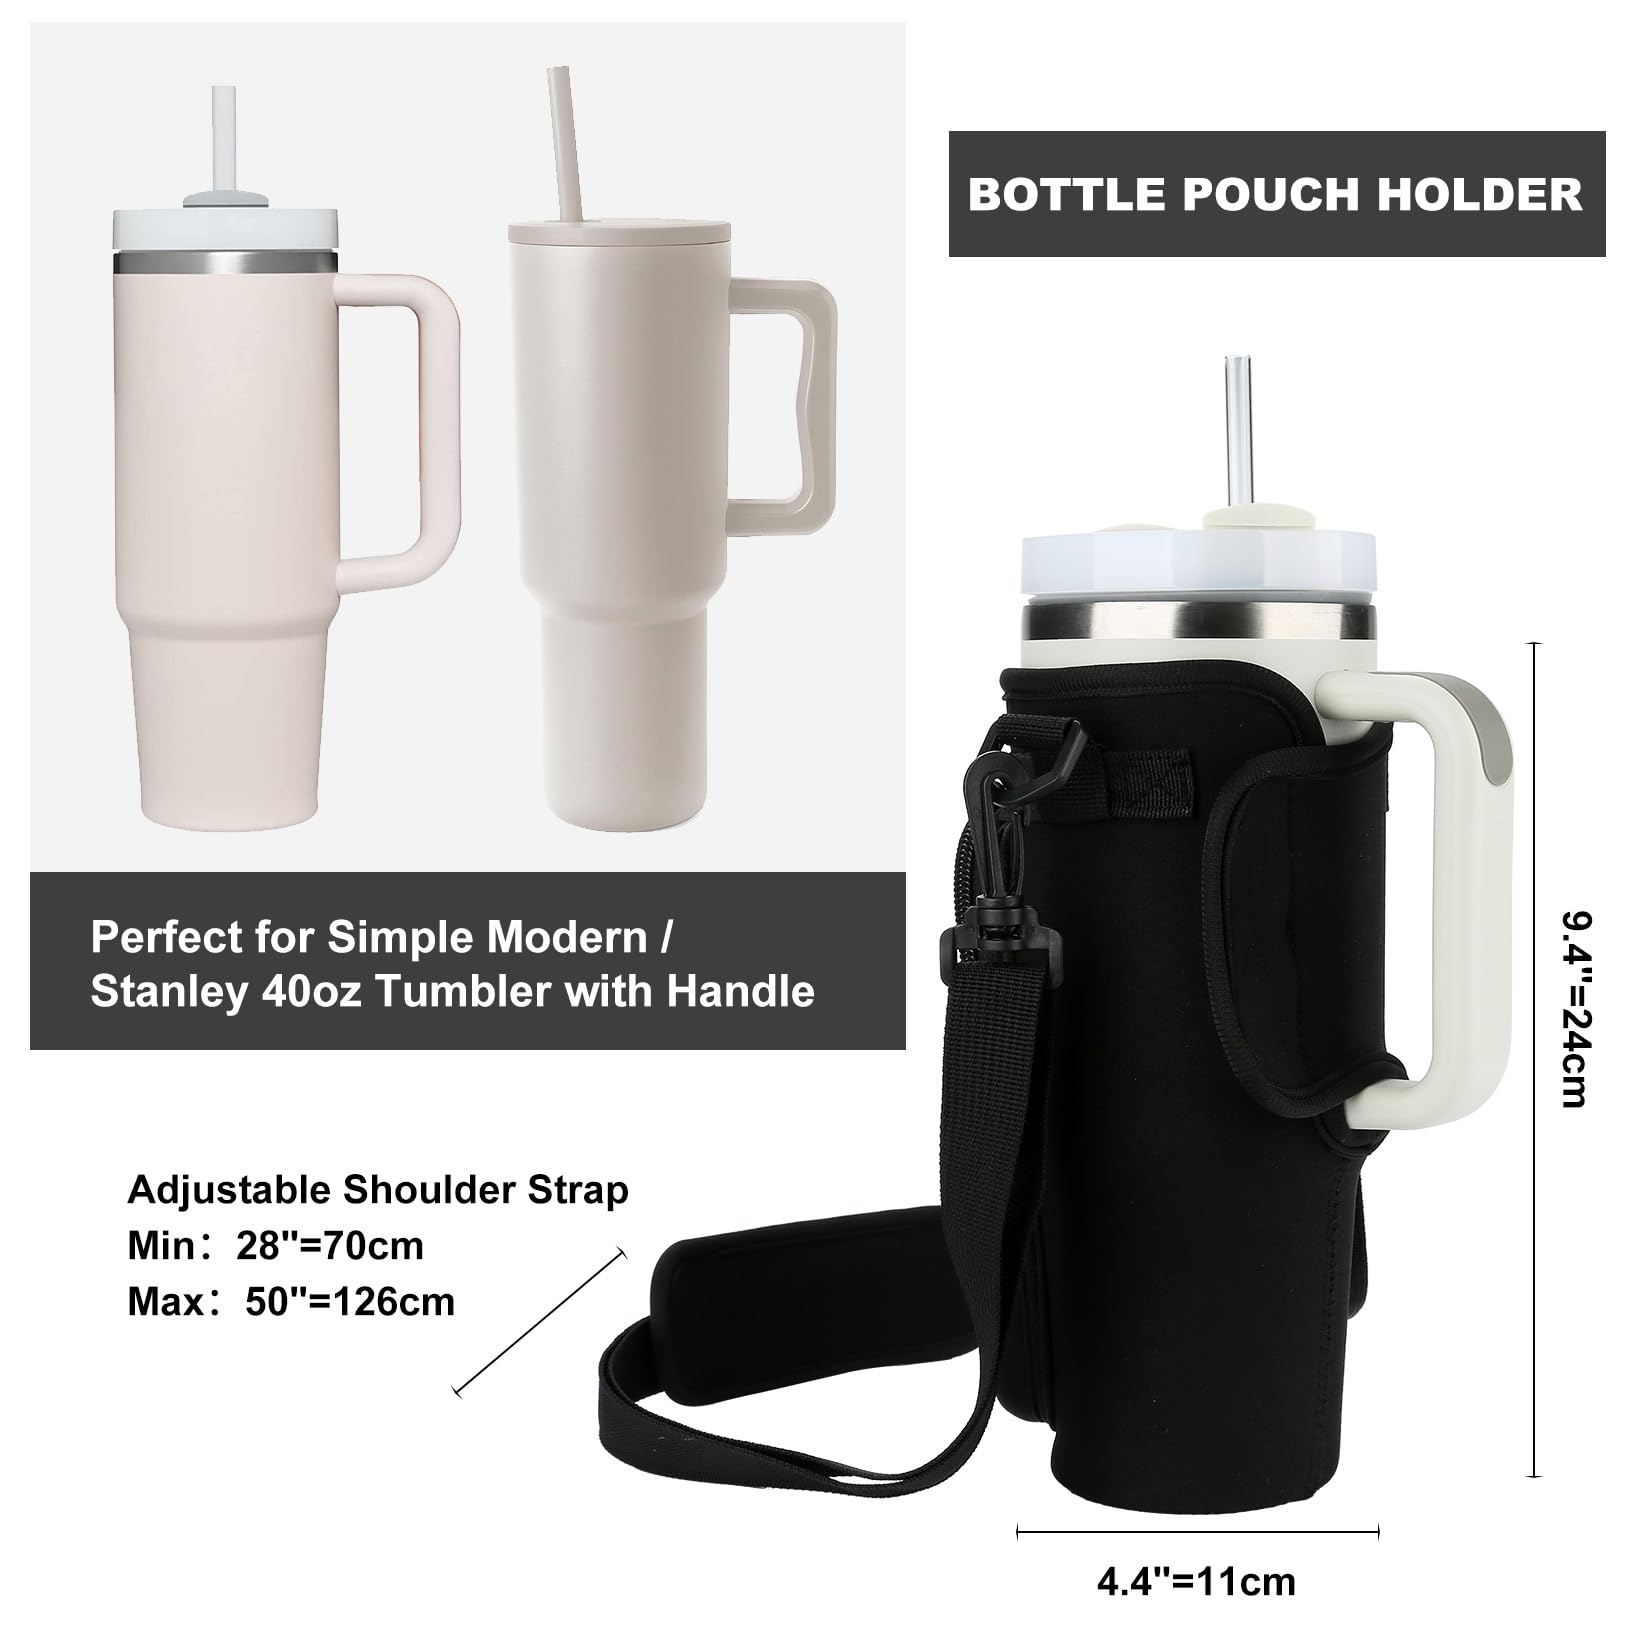 BOTTLE POUCH HOLDER
Perfect for Simple Modern /
Stanley 40oz Tumbler with Handle
Adjustable Shoulder Strap
Min：28"=70cm
Max：50"=126cm
9.4"=24cm
4.4"=11cm